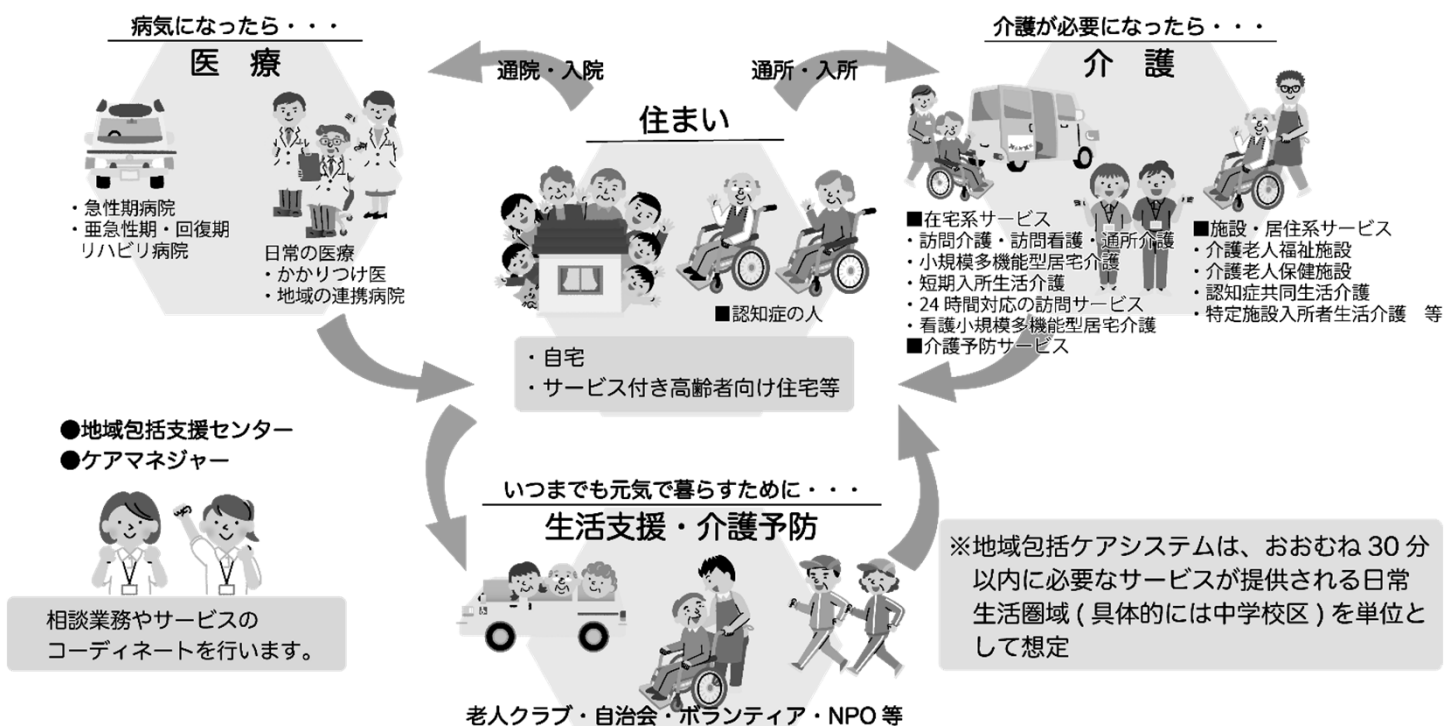 病気になったら・・・
医　療
・急性期病院
・亜急性期・回復期
リハビリ病院
日常の医療
・かかりつけ医
・地域の連携病院
通院・入院
通所・入所
住まい
■認知症の人
・自宅
・サービス付き高齢者向け住宅等
介護が必要になったら・・・
介　護
■在宅系サービス
・訪問介護・訪問看護・通所介護
・小規模多機能型居宅介護
・短期入所生活介護
・24時間対応の訪問サービス
・看護小規模多機能型居宅介護
■介護予防サービス
■施設・居住系サービス
・介護老人福祉施設
・介護老人保健施設
・認知症共同生活介護
・特定施設入所者生活介護　等
●地域包括支援センター
●ケアマネジャー
相談業務やサービスの
コーディネートを行います。
いつまでも元気で暮らすために・・・
生活支援・介護予防
老人クラブ・自治会・ボランティア・NPO 等
※地域包括ケアシステムは、おおむね 30 分
以内に必要なサービスが提供される日常
生活圏域 ( 具体的には中学校区 ) を単位と
して想定